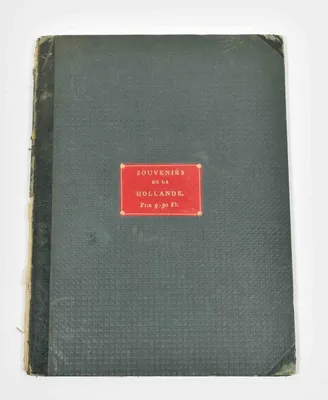 SOUVENIRS
DE LA
HOLLANDE.
Prix 9.50 Fl.